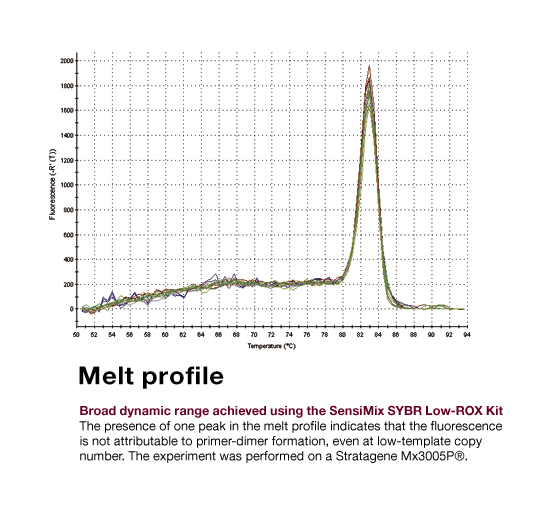 2000
1800
1600
1400
1200
1000
800
600
400
200
0
Fluorescence (-R' (T))
50 52 54 56 58 60 62 64 66 68 70 72 74 76 78 80 82 84 86 88 90 92 94
Temperature (°C)
Melt profile
Broad dynamic range achieved using the SensiMix SYBR Low-ROX Kit
The presence of one peak in the melt profile indicates that the fluorescence
is not attributable to primer-dimer formation, even at low-template copy
number. The experiment was performed on a Stratagene Mx3005P®.